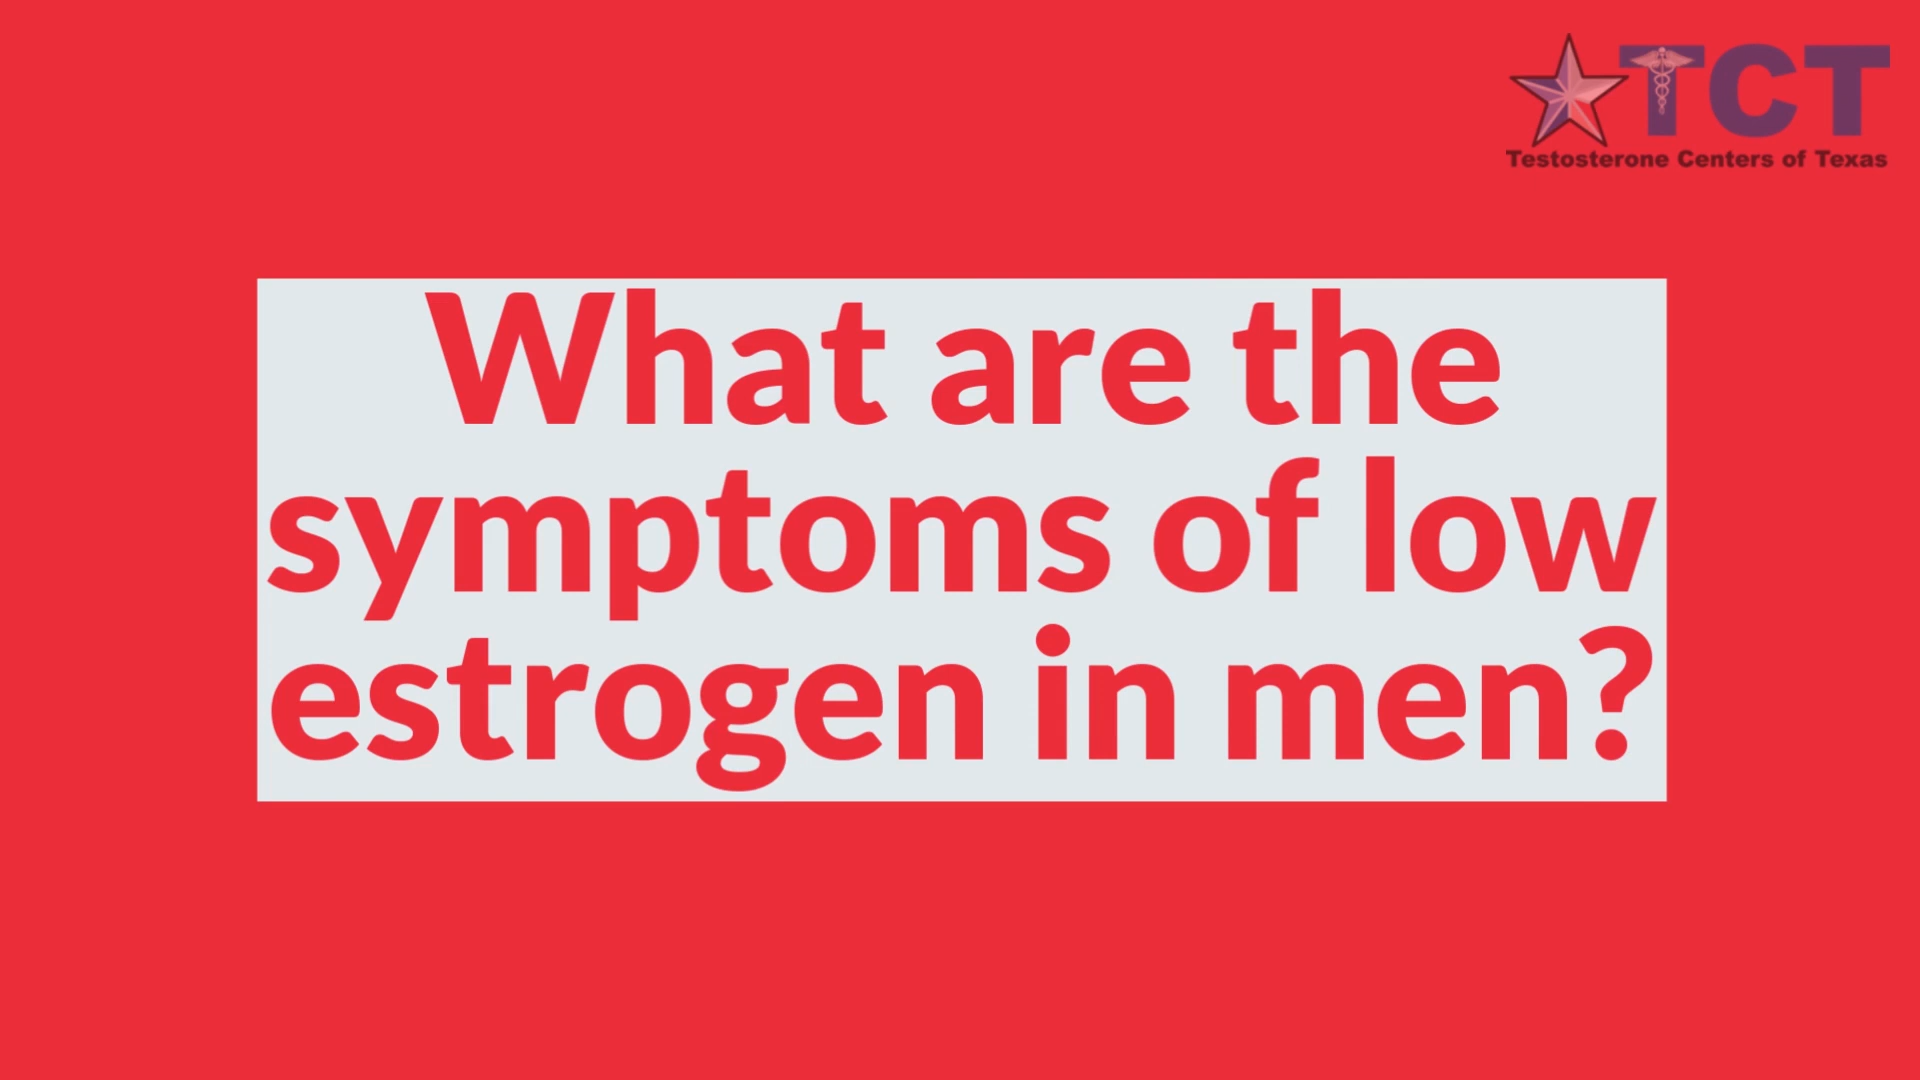 TCT
Testosterone Centers of Texas
What are the
symptoms of low
estrogen in men?